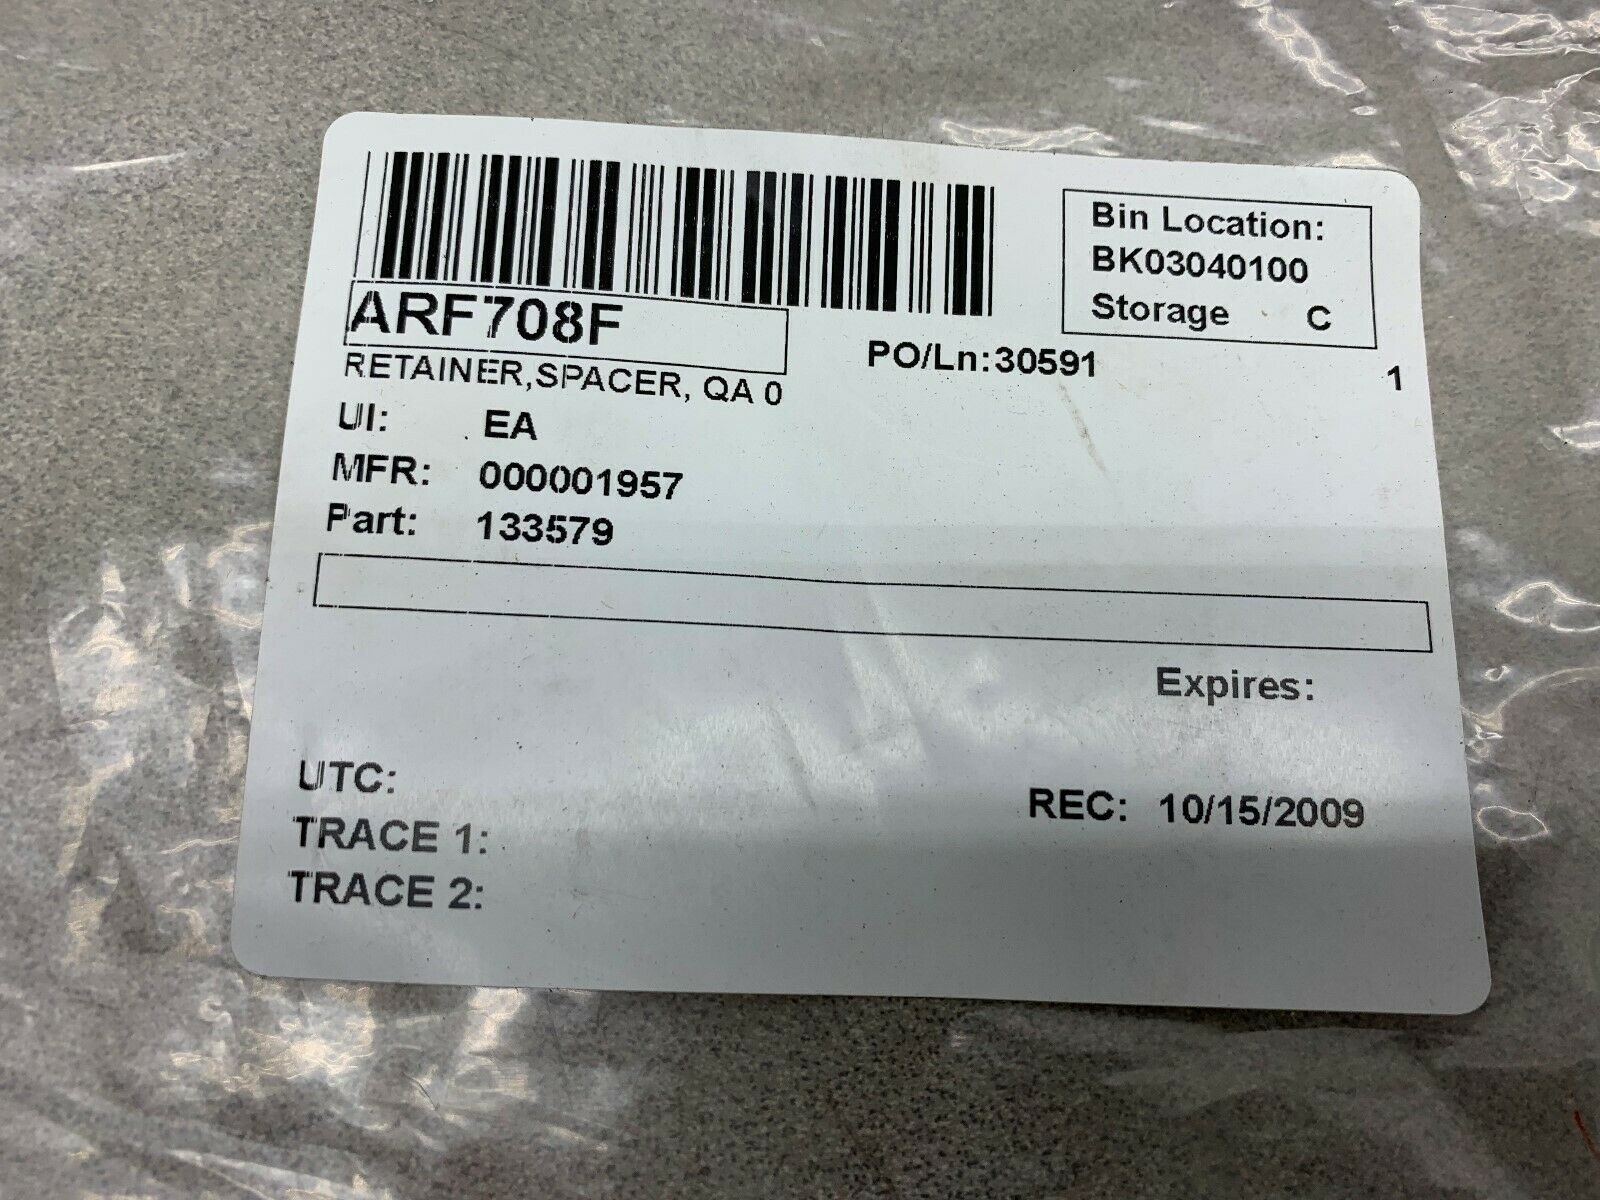 Bin Location:
BK03040100
Storage C
ARF708F
RETAINER,SPACER, QA 0
PO/Ln:30591 1
UI: EA
MFR: 000001957
Part: 133579
Expires:
UTC:
REC: 10/15/2009
TRACE 1:
TRACE 2: